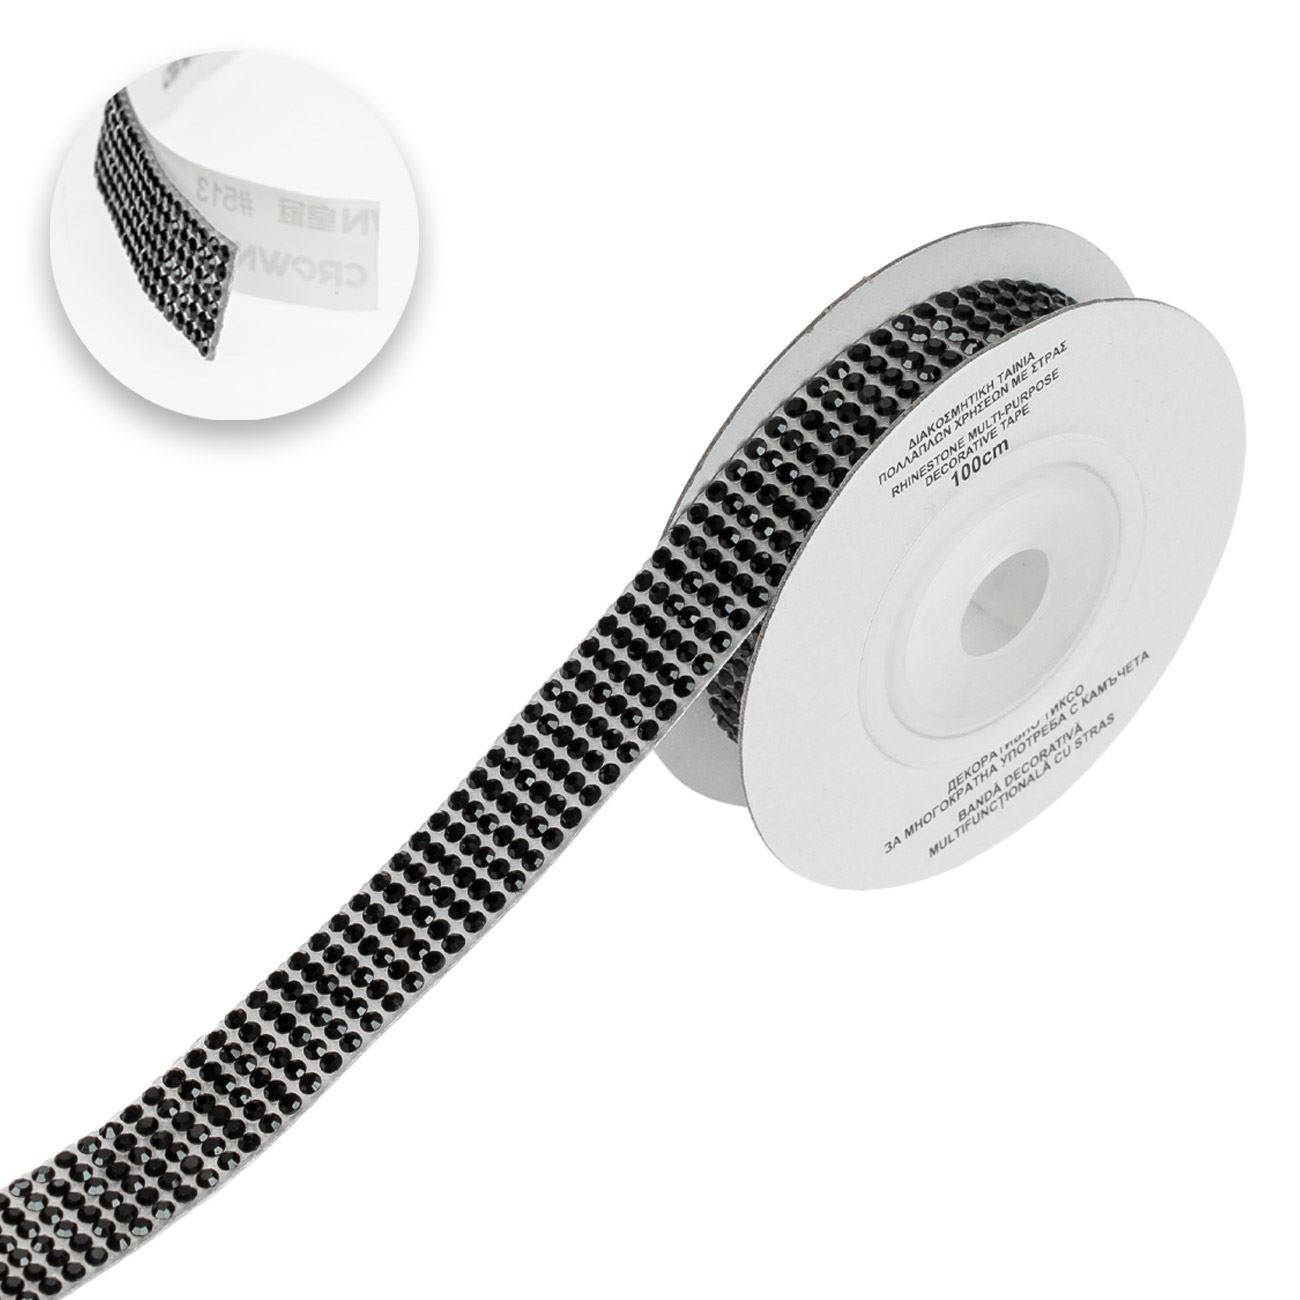 #513
皇冠
CROWN
ΔΙΑΚΟΣΜΗΤΙΚΗ ΤΑΙΝΙΑ
ΠΟΛΛΑΠΛΩΝ ΧΡΗΣΕΩΝ ΜΕ ΣΤΡΑΣ
RHINESTONE MULTI-PURPOSE
DECORATIVE TAPE
100cm
ДЕКОРАТИВНО ТИКСО
ЗА МНОГОКРАТНА УПОТРЕБА С КАМЪЧЕТА
BANDĂ DECORATIVĂ
MULTIFUNCȚIONALĂ CU STRAS